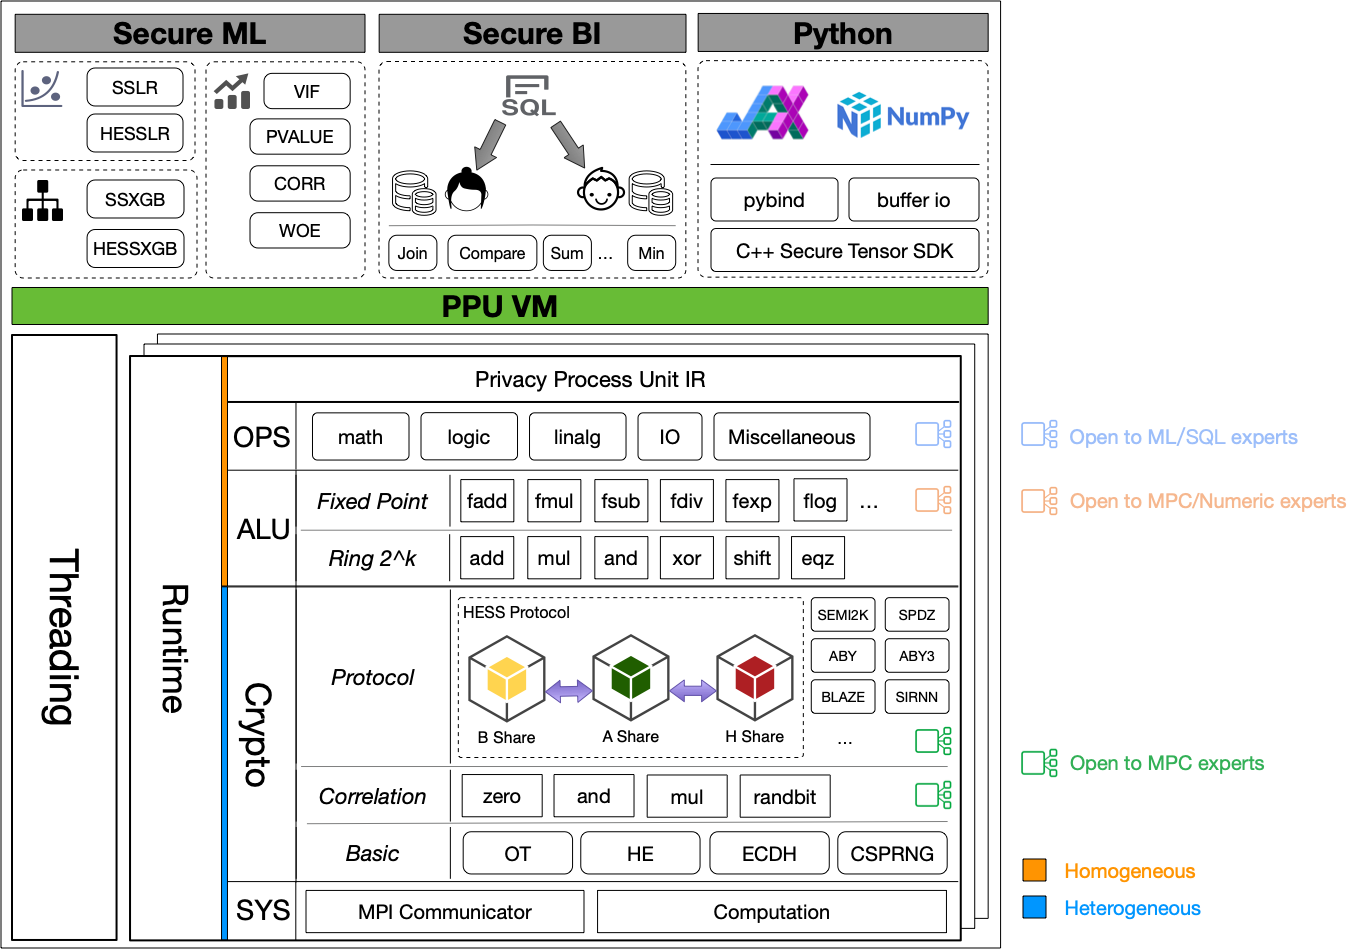 Secure ML
Secure BI
Python
SSLR
HESSLR
SSXGB
HESSXGB
VIF
PVALUE
CORR
WOE
SQL
Join
Compare
Sum
...
Min
JAX
NumPy
pybind
buffer io
C++ Secure Tensor SDK
PPU VM
Threading
Runtime
Privacy Process Unit IR
OPS
math
logic
linalg
IO
Miscellaneous
ALU
Fixed Point
fadd
fmul
fsub
fdiv
fexp
flog
...
Ring 2^k
add
mul
and
xor
shift
eqz
Crypto
Protocol
HESS Protocol
B Share
A Share
H Share
SEMI2K
SPDZ
ABY
ABY3
BLAZE
SIRNN
...
Correlation
zero
and
mul
randbit
Basic
OT
HE
ECDH
CSPRNG
SYS
MPI Communicator
Computation
Open to ML/SQL experts
Open to MPC/Numeric experts
Open to MPC experts
Homogeneous
Heterogeneous